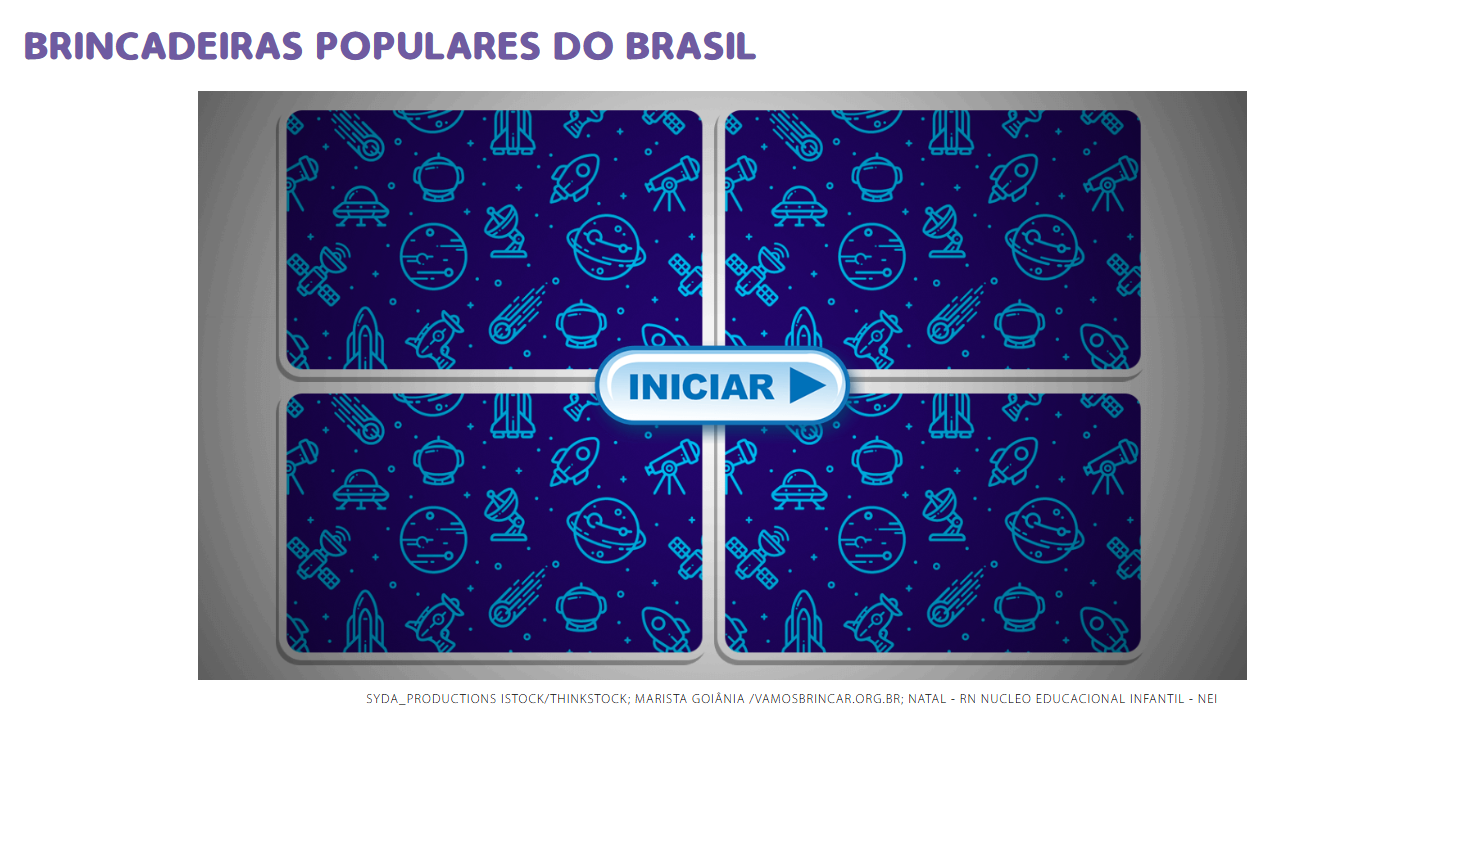 BRINCADEIRAS POPULARES DO BRASIL
INICIAR
SYDA_PRODUCTIONS ISTOCK/THINKSTOCK; MARISTA GOIÂNIA /VAMOSBRINCAR.ORG.BR; NATAL - RN NUCLEO EDUCACIONAL INFANTIL - NEI